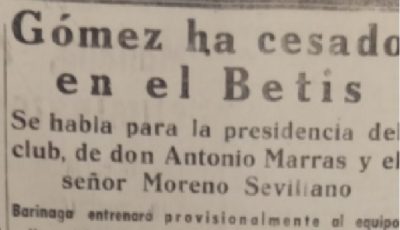 Gómez ha cesado
en el Betis
Se habla para la presidencia del
club, de don Antonio Marras y el
señor Moreno Sevillano
Barinaga entrenará provisionalmente al equipo